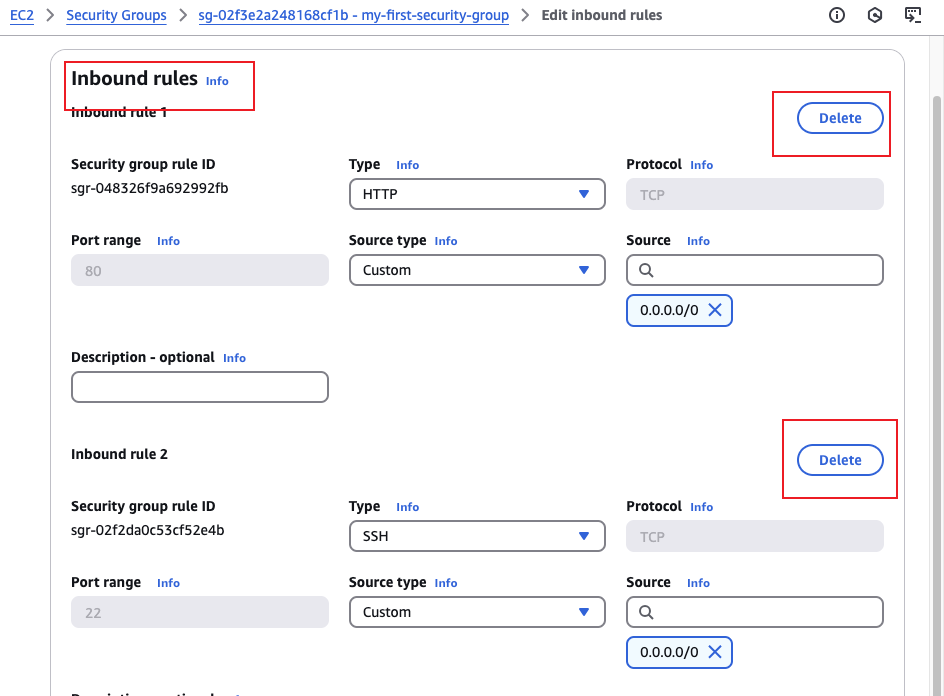 EC2 > Security Groups > sg-02f3e2a248168cf1b - my-first-security-group > Edit inbound rules
Inbound rules Info
Inbound rule 1 Delete
Security group rule ID Type Info Protocol Info
sgr-048326f9a692992fb HTTP TCP
Port range Info Source type Info Source Info
80 Custom
0.0.0.0/0
Description - optional Info
Inbound rule 2 Delete
Security group rule ID Type Info Protocol Info
sgr-02f2da0c53cf52e4b SSH TCP
Port range Info Source type Info Source Info
22 Custom
0.0.0.0/0